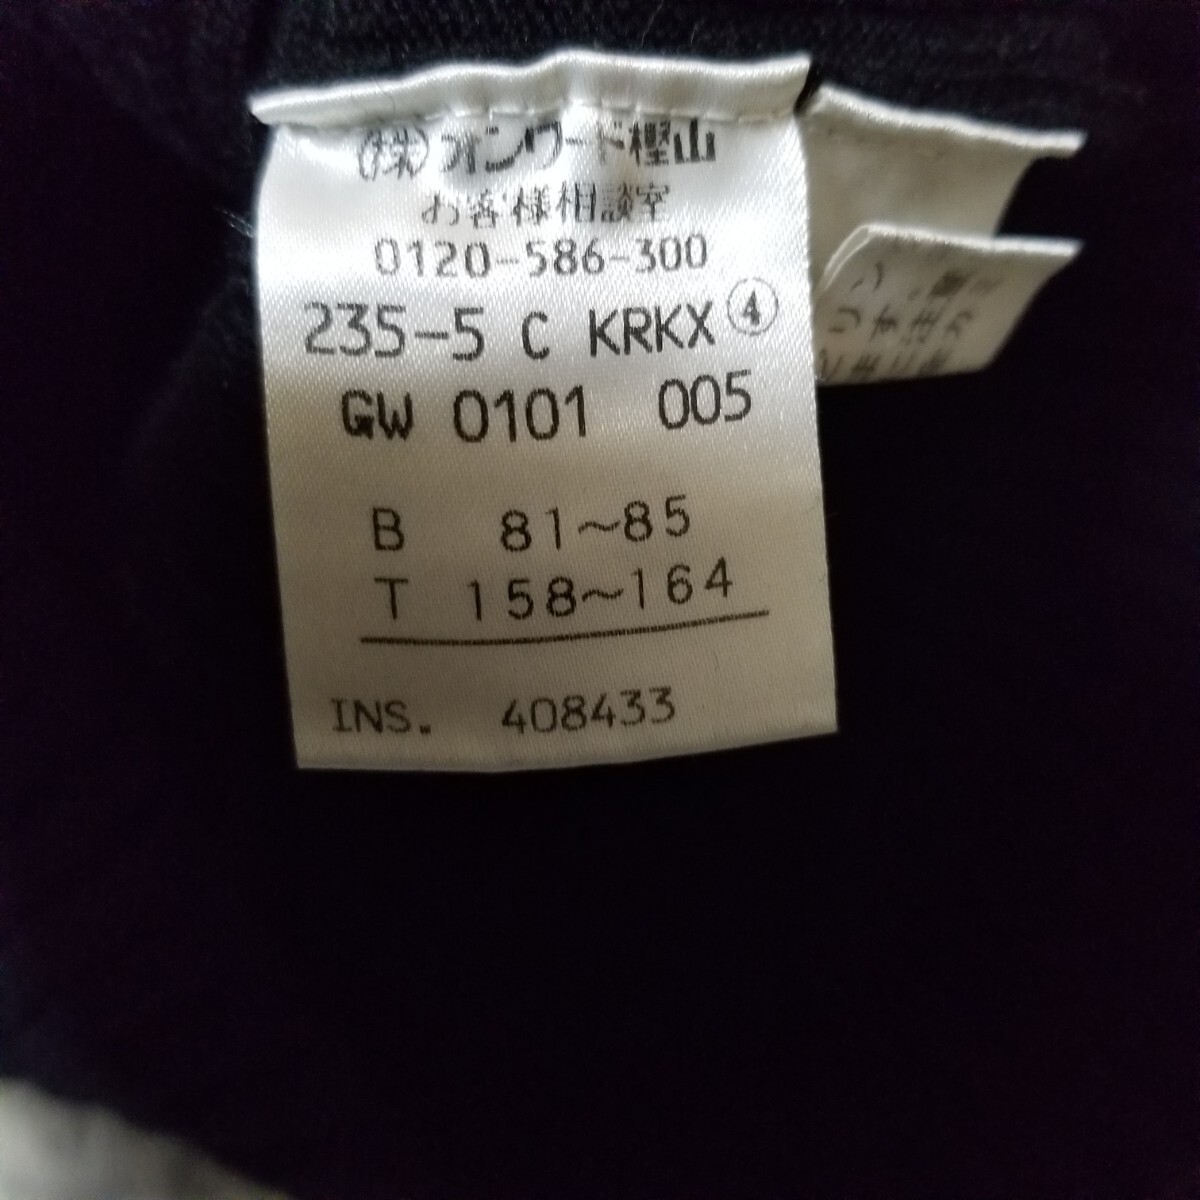 (株)オンワード樫山
お客様相談室
0120-586-300
235-5 C KRKX ④
GW 0101 005
B 81~85
T 158~164
INS. 408433